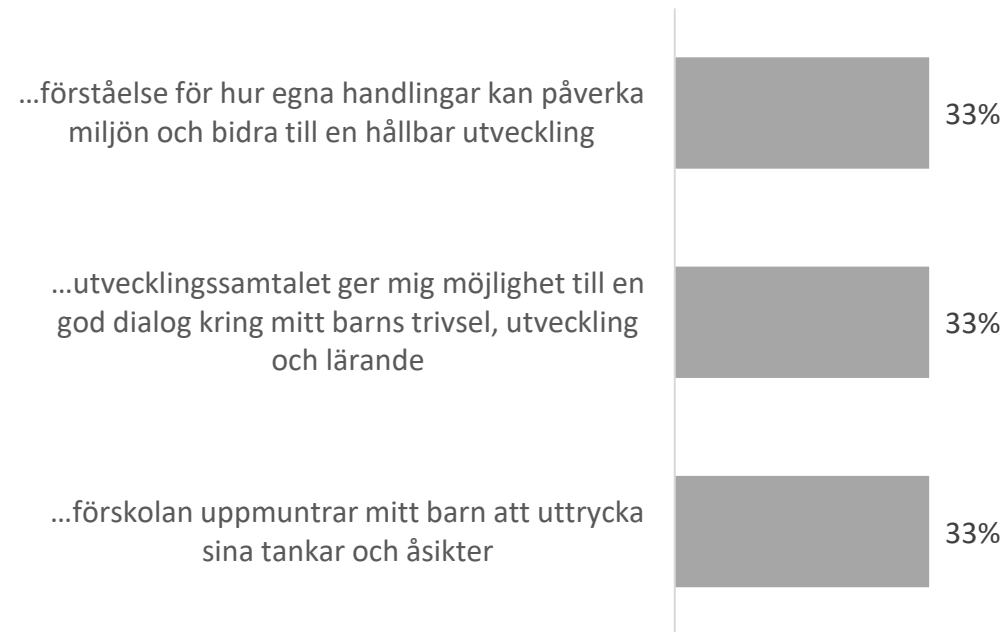 ...förståelse för hur egna handlingar kan påverka
miljön och bidra till en hållbar utveckling
33%
...utvecklingssamtalet ger mig möjlighet till en
god dialog kring mitt barns trivsel, utveckling
och lärande
33%
...förskolan uppmuntrar mitt barn att uttrycka
sina tankar och åsikter
33%